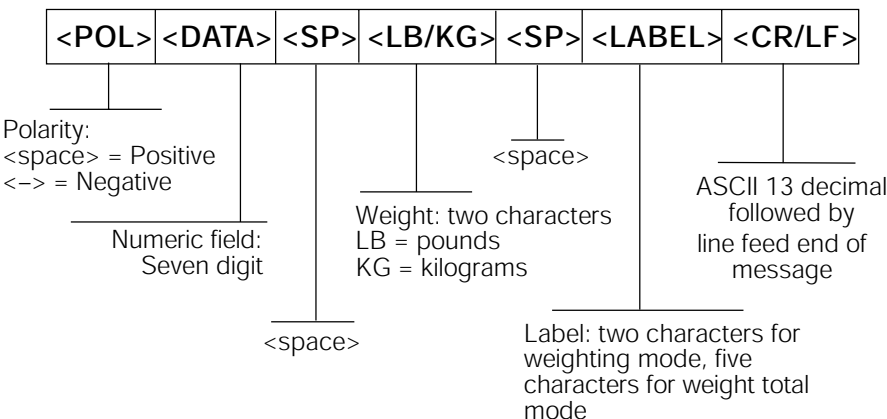 <POL> <DATA> <SP> <LB/KG> <SP> <LABEL> <CR/LF>
Polarity:
<space> = Positive
<–> = Negative
Numeric field:
Seven digit
<space>
Weight: two characters
LB = pounds
KG = kilograms
<space>
Label: two characters for
weighting mode, five
characters for weight total
mode
ASCII 13 decimal
followed by
line feed end of
message